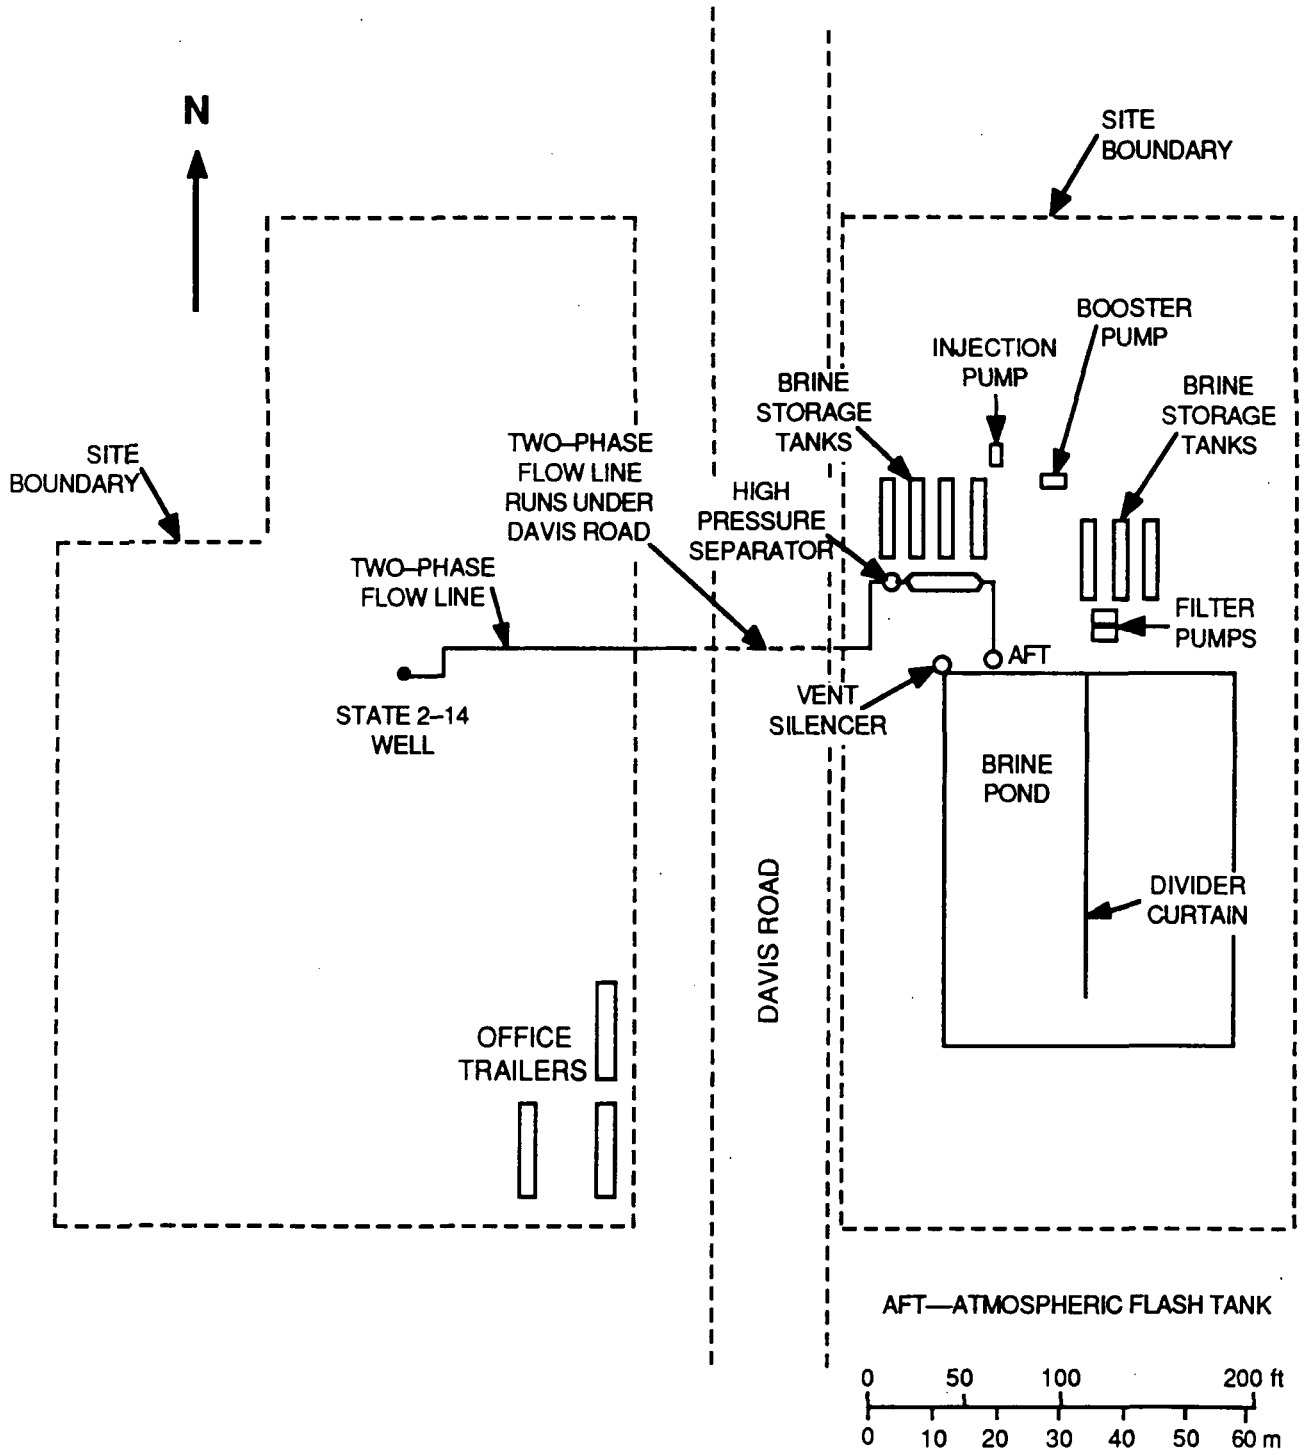 N
SITE
BOUNDARY
BOOSTER
PUMP
INJECTION
PUMP
BRINE
STORAGE
TANKS
BRINE
STORAGE
TANKS
TWO–PHASE
FLOW LINE
RUNS UNDER
DAVIS ROAD
SITE
BOUNDARY
HIGH
PRESSURE
SEPARATOR
TWO–PHASE
FLOW LINE
FILTER
PUMPS
AFT
VENT
SILENCER
STATE 2–14
WELL
BRINE
POND
DIVIDER
CURTAIN
DAVIS ROAD
OFFICE
TRAILERS
AFT—ATMOSPHERIC FLASH TANK
0 50 100 200 ft
0 10 20 30 40 50 60 m